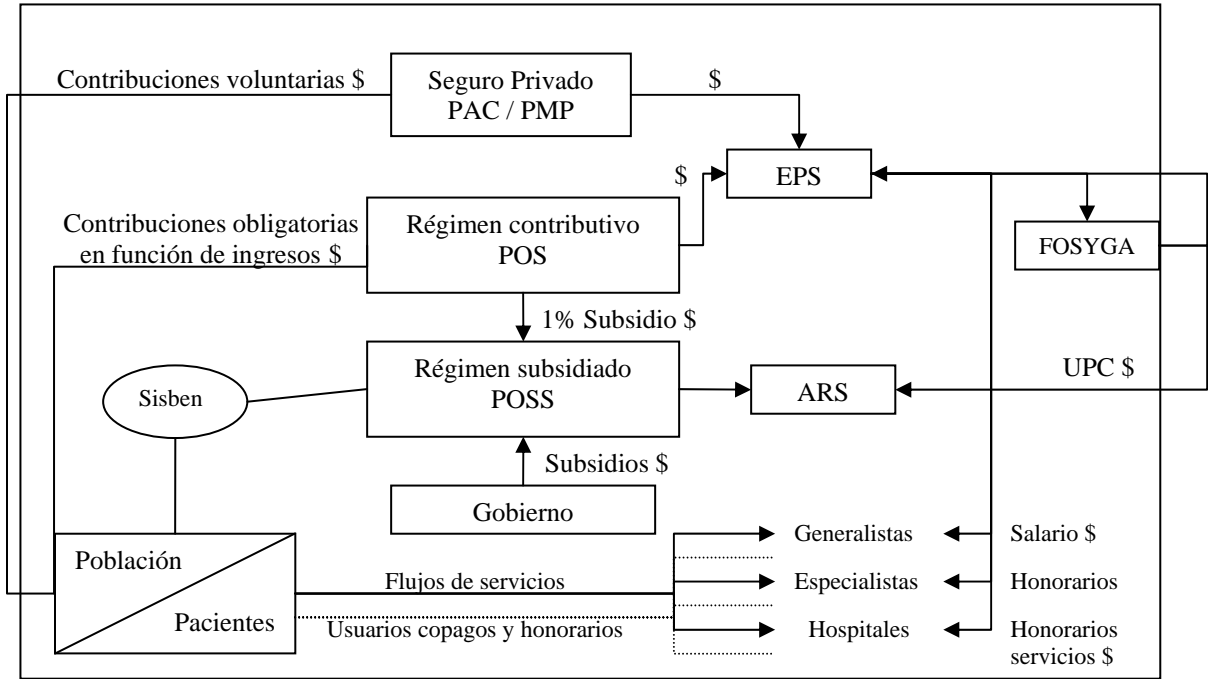 Contribuciones voluntarias $
Seguro Privado
PAC / PMP
$
EPS
$
Contribuciones obligatorias
en función de ingresos $
Régimen contributivo
POS
FOSYGA
1% Subsidio $
Régimen subsidiado
POSS
UPC $
ARS
Sisben
Subsidios $
Gobierno
Población
Pacientes
Flujos de servicios
Usuarios copagos y honorarios
Generalistas
Salario $
Especialistas
Honorarios
Hospitales
Honorarios
servicios $